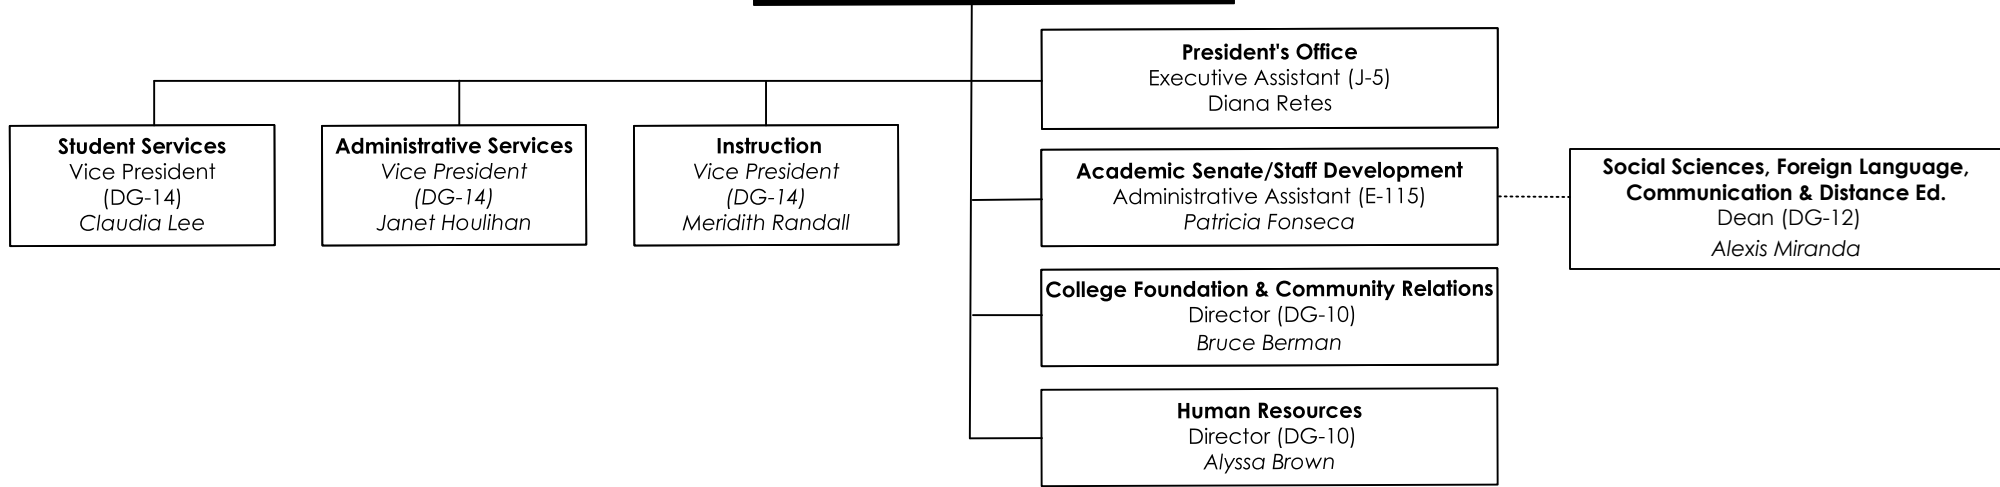 President's Office
Executive Assistant (J-5)
Diana Retes
Student Services
Vice President
(DG-14)
Claudia Lee
Administrative Services
Vice President
(DG-14)
Janet Houlihan
Instruction
Vice President
(DG-14)
Meridith Randall
Academic Senate/Staff Development
Administrative Assistant (E-115)
Patricia Fonseca
Social Sciences, Foreign Language,
Communication & Distance Ed.
Dean (DG-12)
Alexis Miranda
College Foundation & Community Relations
Director (DG-10)
Bruce Berman
Human Resources
Director (DG-10)
Alyssa Brown